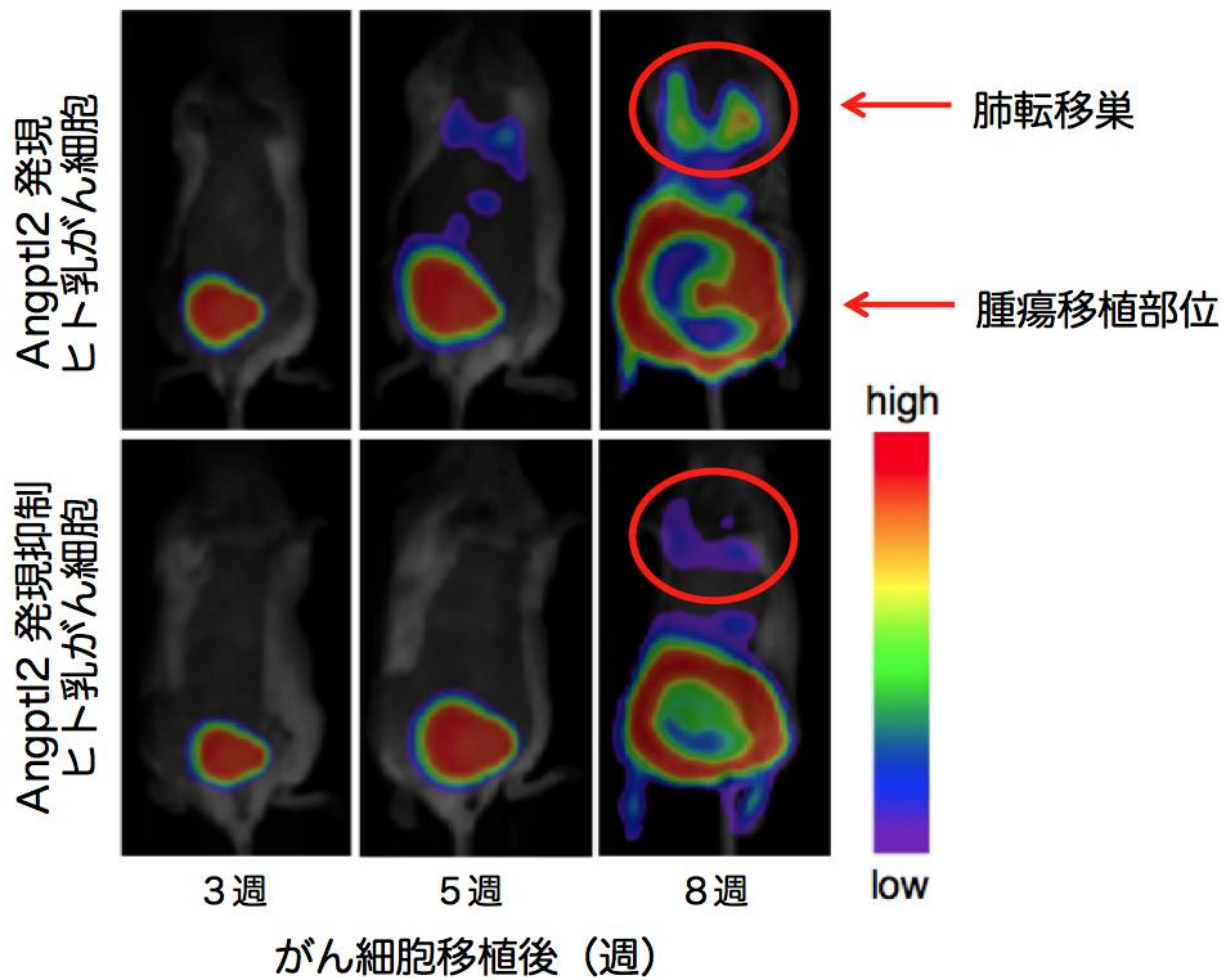 Angptl2 発現
ヒト乳がん細胞
肺転移巣
腫瘍移植部位
high
low
Angptl2 発現抑制
ヒト乳がん細胞
3週
5週
8週
がん細胞移植後（週）